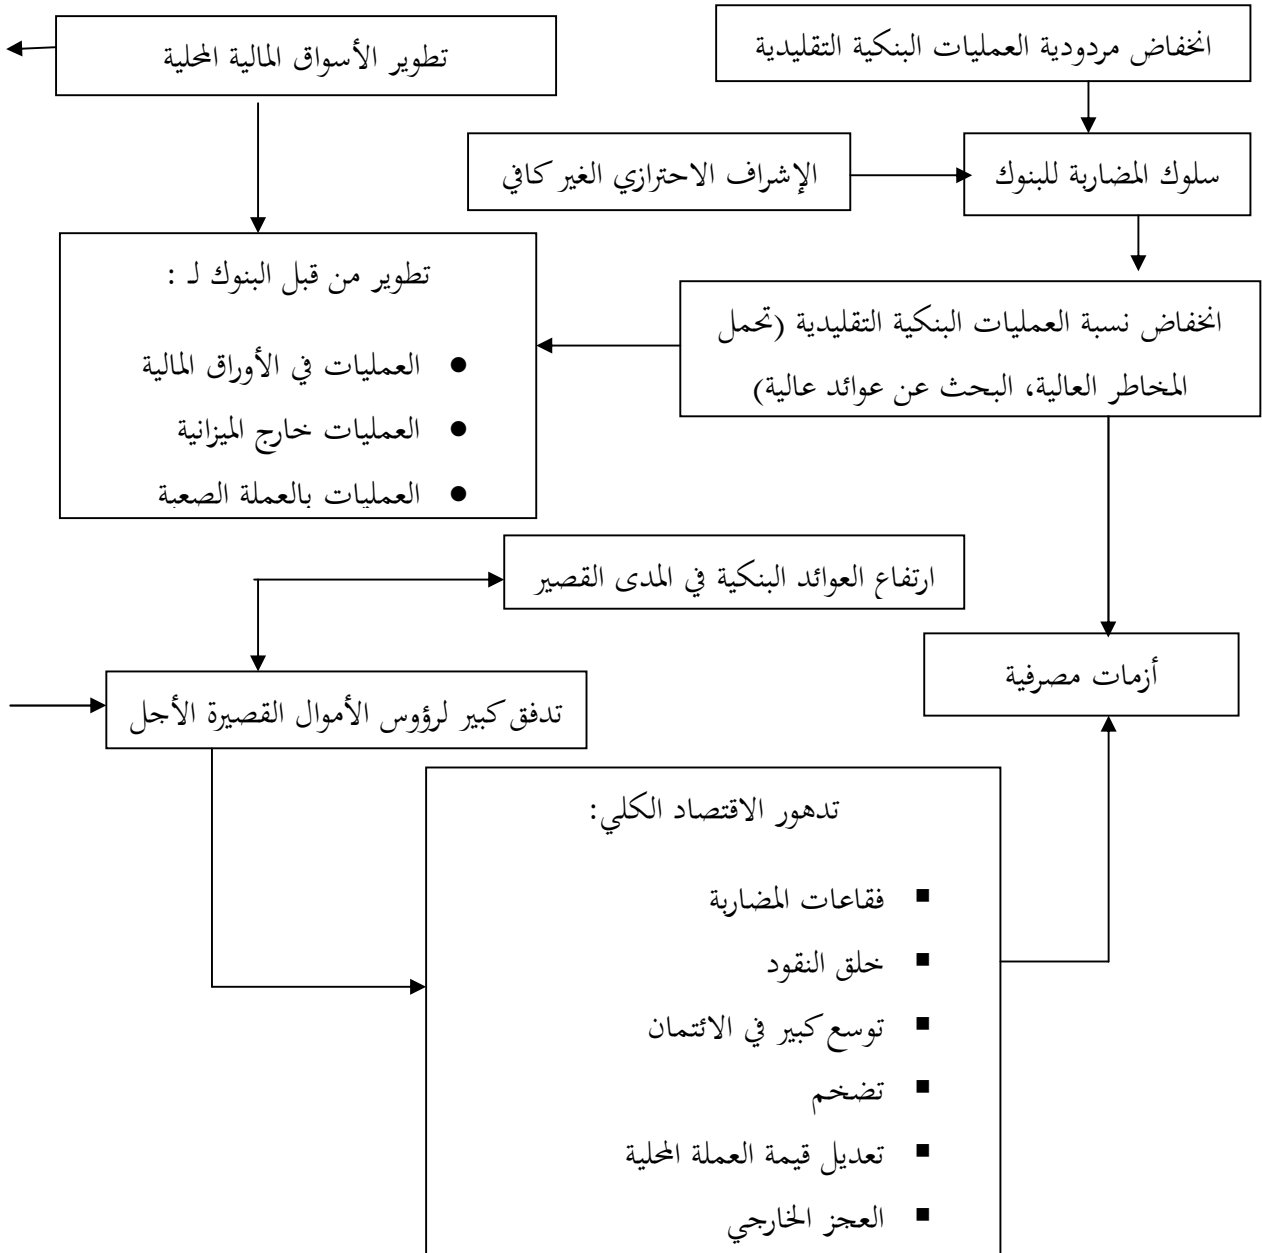 انخفاض مردودية العمليات البنكية التقليدية
تطوير الأسواق المالية المحلية
سلوك المضاربة للبنوك
الإشراف الاحترازي الغير كافي
تطوير من قبل البنوك لـ :
العمليات في الأوراق المالية
العمليات خارج الميزانية
العمليات بالعملة الصعبة
انخفاض نسبة العمليات البنكية التقليدية (تحمل
المخاطر العالية، البحث عن عوائد عالية)
ارتفاع العوائد البنكية في المدى القصير
أزمات مصرفية
تدفق كبير لرؤوس الأموال القصيرة الأجل
تدهور الاقتصاد الكلي:
فقاعات المضاربة
خلق النقود
توسع كبير في الائتمان
تضخم
تعديل قيمة العملة المحلية
العجز الخارجي